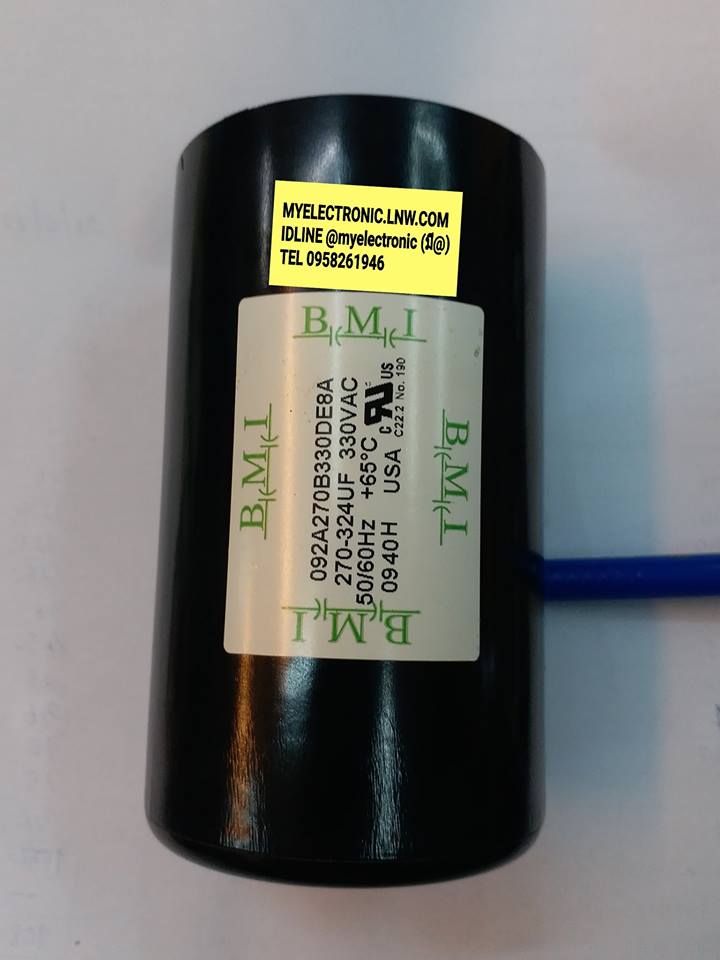 MYELECTRONIC.LNW.COM
IDLINE @myelectronic (มี@)
TEL 0958261946
BMI
BMI
092A270B330DE8A
270-324UF 330VAC
50/60Hz +65°C
0940H USA
C US
C22.2 No. 190
BMI
BMI